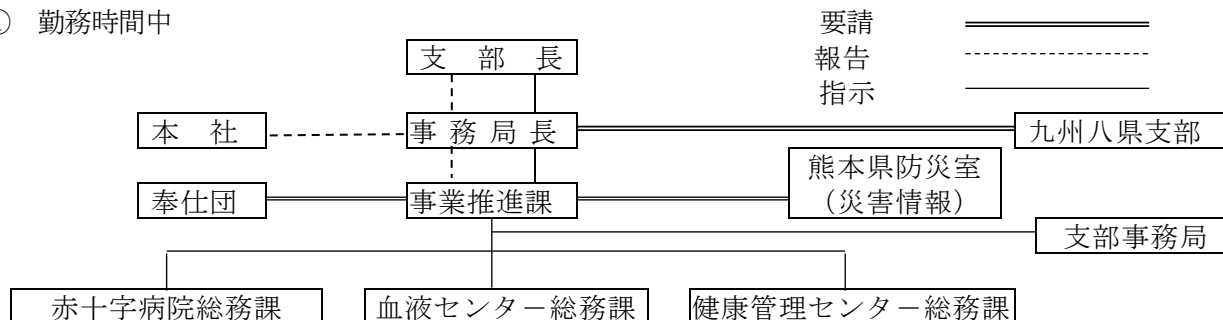 勤務時間中
要請
支　部　長
報告
指示
本　社
事 務 局 長
九州八県支部
熊本県防災室
（災害情報）
奉仕団
事業推進課
支部事務局
赤十字病院総務課
血液センター総務課
健康管理センター総務課